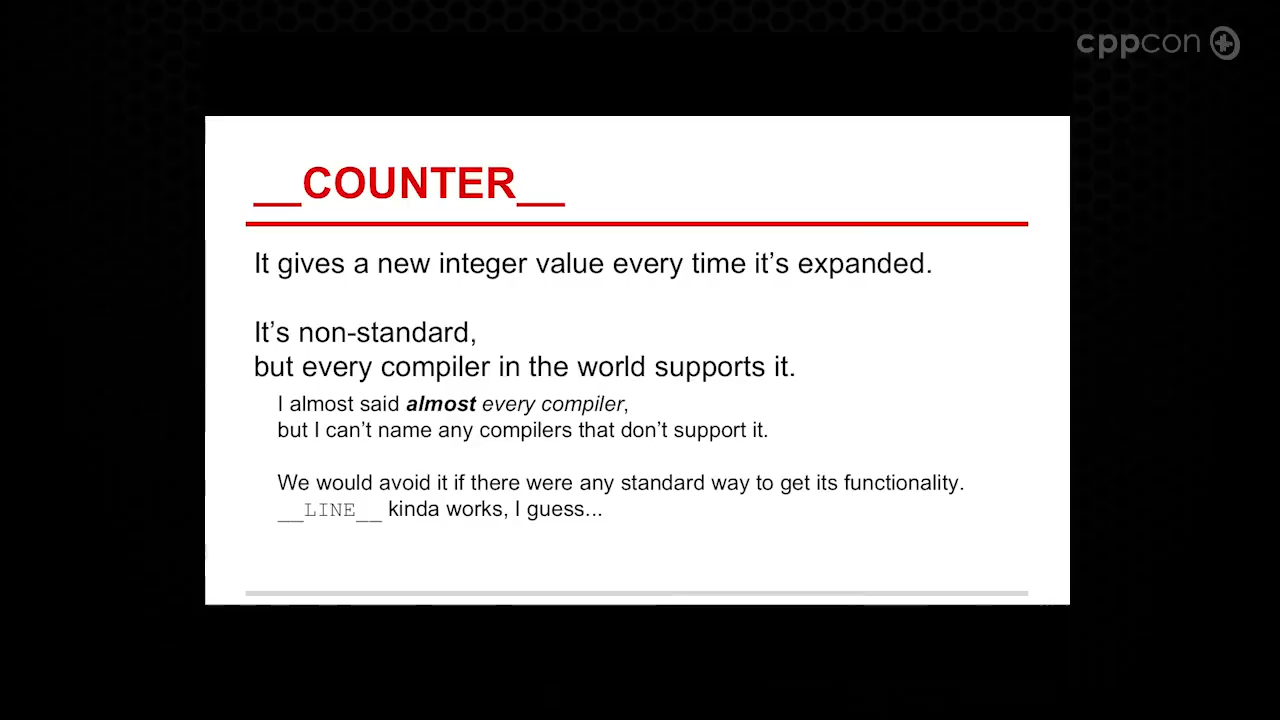 cppcon
__COUNTER__
It gives a new integer value every time it’s expanded.
It’s non-standard,
but every compiler in the world supports it.
I almost said almost every compiler,
but I can’t name any compilers that don’t support it.
We would avoid it if there were any standard way to get its functionality.
__LINE__ kinda works, I guess...